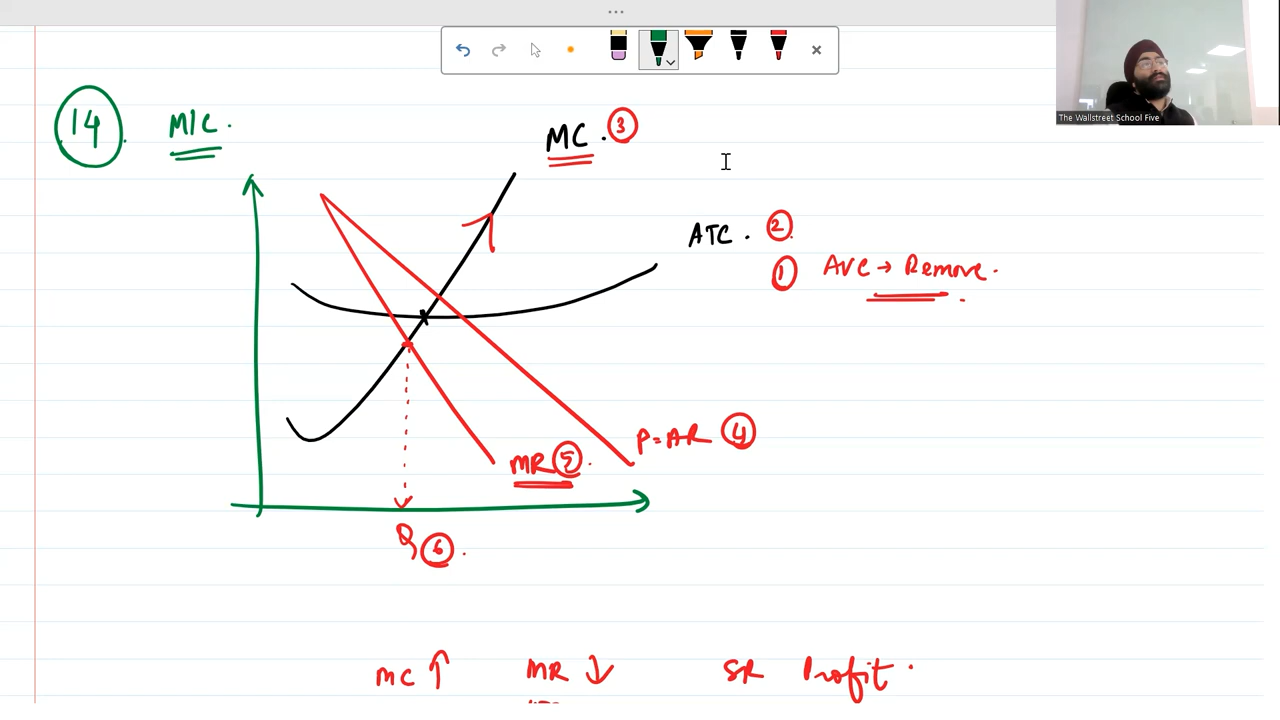 14. M/C.
MC. 3
The Wallstreet School Five
ATC. 2
1 AVC → Remove.
P=AR 4
MR 5.
Q 6.
MC ↑ MR ↓ SR Profit.